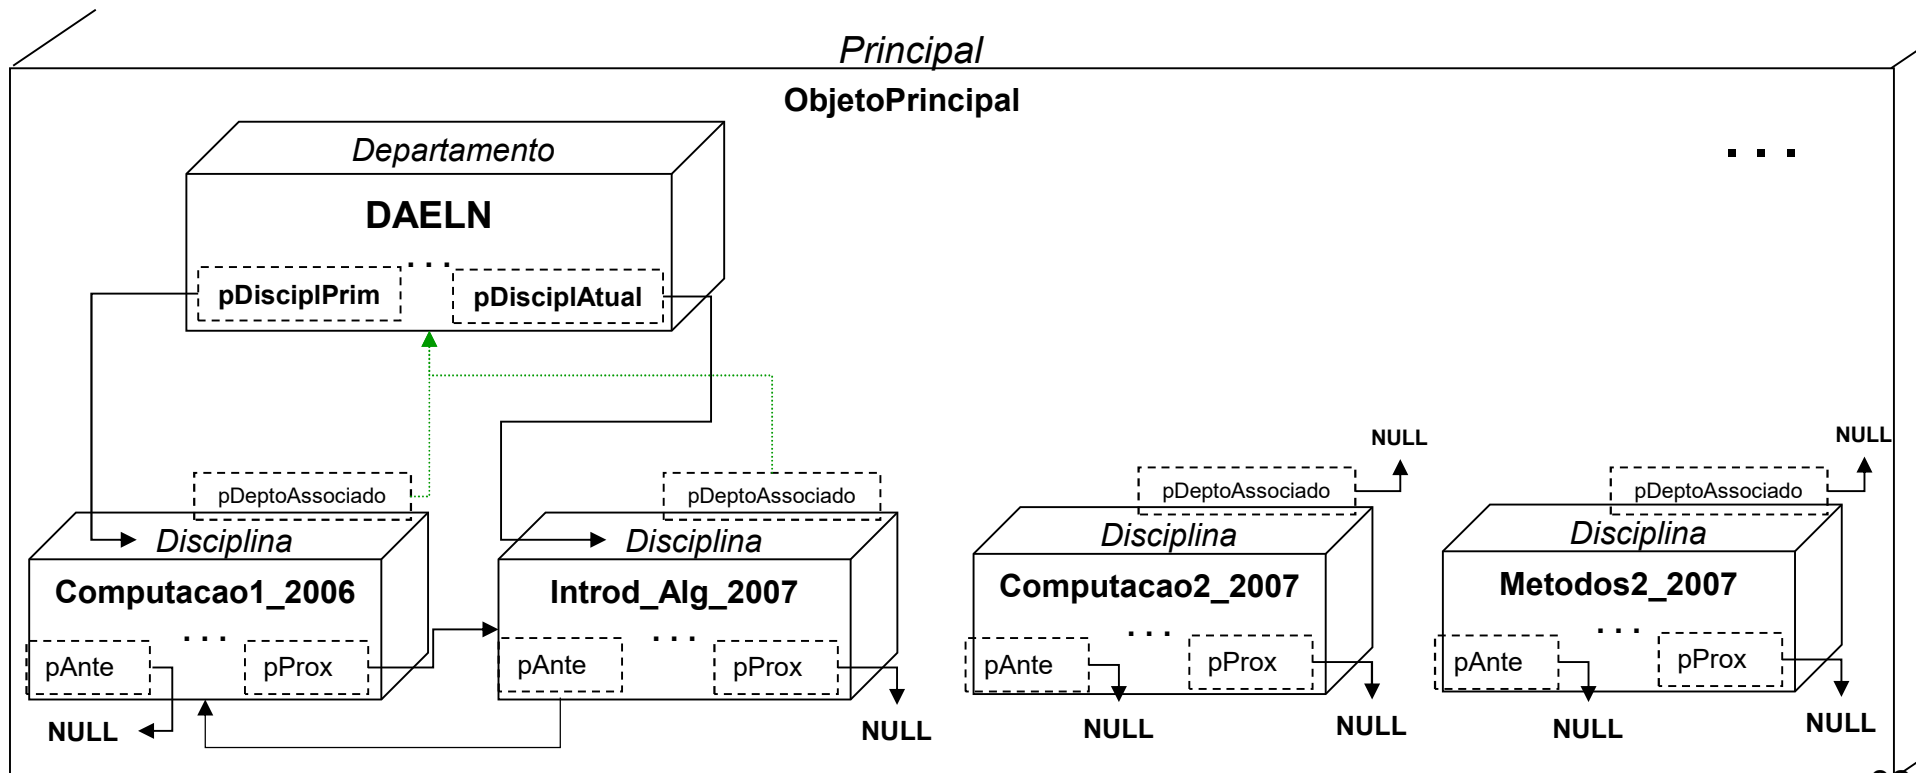 Principal
ObjetoPrincipal
Departamento
. . .
DAELN
. . .
pDisciplPrim
pDisciplAtual
NULL
NULL
pDeptoAssociado
pDeptoAssociado
pDeptoAssociado
pDeptoAssociado
Disciplina
Disciplina
Disciplina
Disciplina
Computacao1_2006
Introd_Alg_2007
Computacao2_2007
Metodos2_2007
. . .
. . .
. . .
. . .
pAnte
pProx
pAnte
pProx
pAnte
pProx
pAnte
pProx
NULL
NULL
NULL
NULL
NULL
NULL